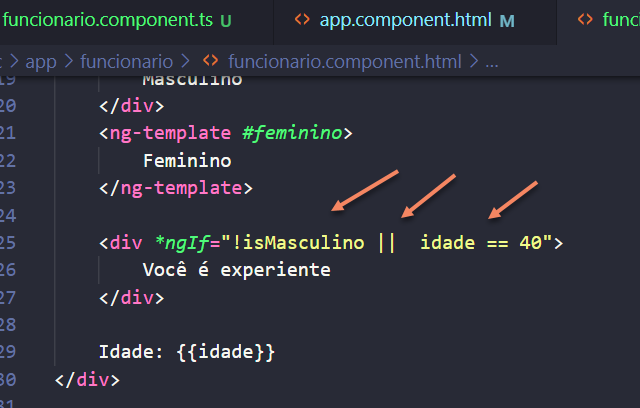 funcionario.component.ts U app.component.html M func
t > app > funcionario > funcionario.component.html > ...
19 Masculino
20 </div>
21 <ng-template #feminino>
22 Feminino
23 </ng-template>
24
25 <div *ngIf="!isMasculino ||  idade == 40">
26 Você é experiente
27 </div>
28
29 Idade: {{idade}}
30 </div>
31